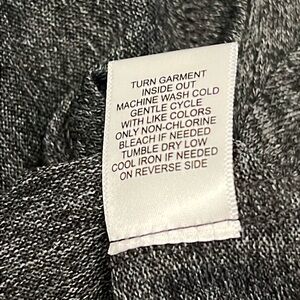 TURN GARMENT
INSIDE OUT
MACHINE WASH COLD
GENTLE CYCLE
WITH LIKE COLORS
ONLY NON-CHLORINE
BLEACH IF NEEDED
TUMBLE DRY LOW
COOL IRON IF NEEDED
ON REVERSE SIDE